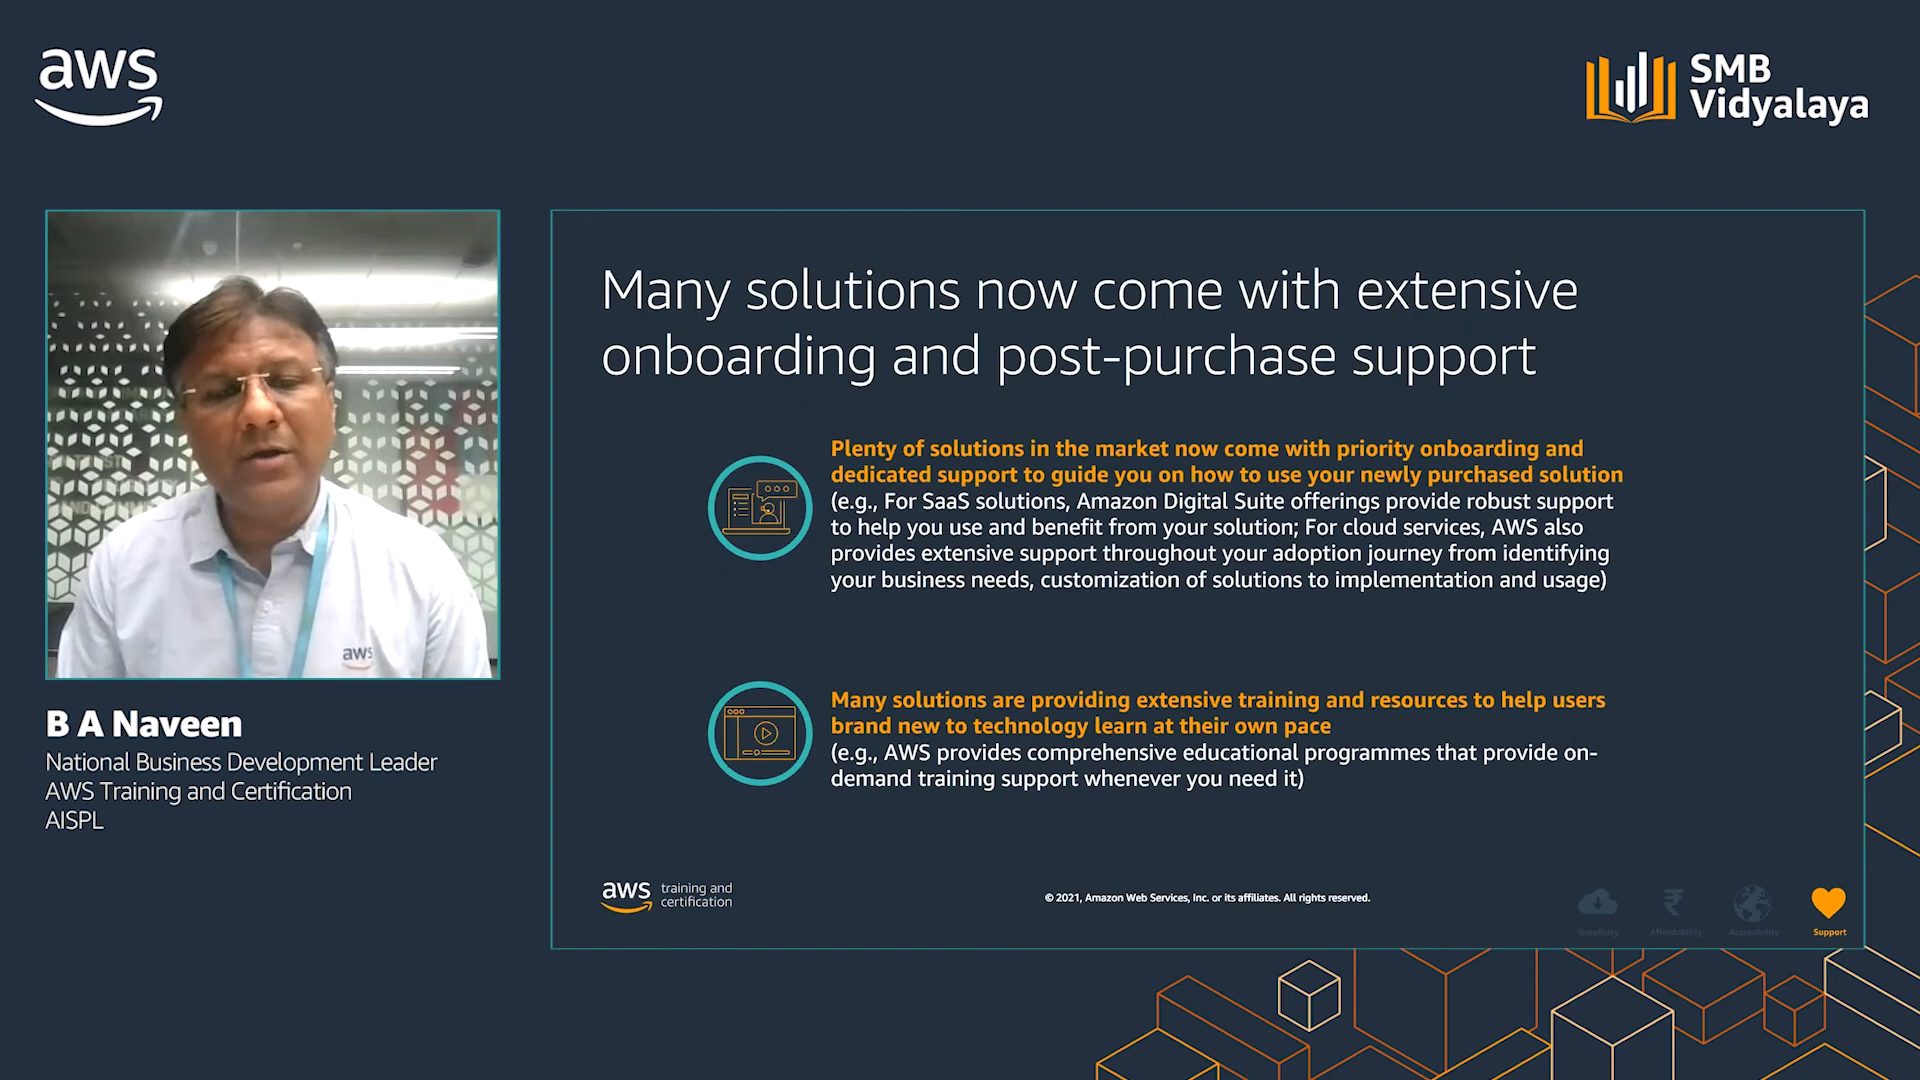 aws
SMB
Vidyalaya
Many solutions now come with extensive
onboarding and post-purchase support
Plenty of solutions in the market now come with priority onboarding and
dedicated support to guide you on how to use your newly purchased solution
(e.g., For SaaS solutions, Amazon Digital Suite offerings provide robust support
to help you use and benefit from your solution; For cloud services, AWS also
provides extensive support throughout your adoption journey from identifying
your business needs, customization of solutions to implementation and usage)
Many solutions are providing extensive training and resources to help users
brand new to technology learn at their own pace
(e.g., AWS provides comprehensive educational programmes that provide on-
demand training support whenever you need it)
aws
B A Naveen
National Business Development Leader
AWS Training and Certification
AISPL
aws training and
certification
© 2021, Amazon Web Services, Inc. or its affiliates. All rights reserved.
Simplicity
Affordability
Accessibility
Support